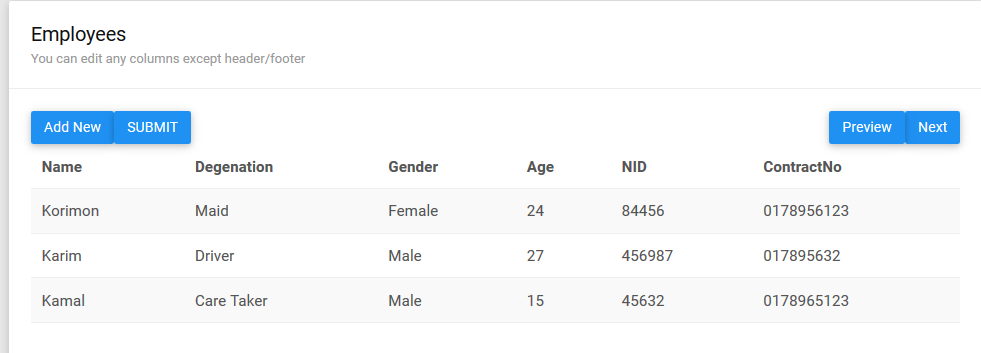 Employees
You can edit any columns except header/footer
Add New SUBMIT Preview Next
Name Degenation Gender Age NID ContractNo
Korimon Maid Female 24 84456 0178956123
Karim Driver Male 27 456987 017895632
Kamal Care Taker Male 15 45632 0178965123